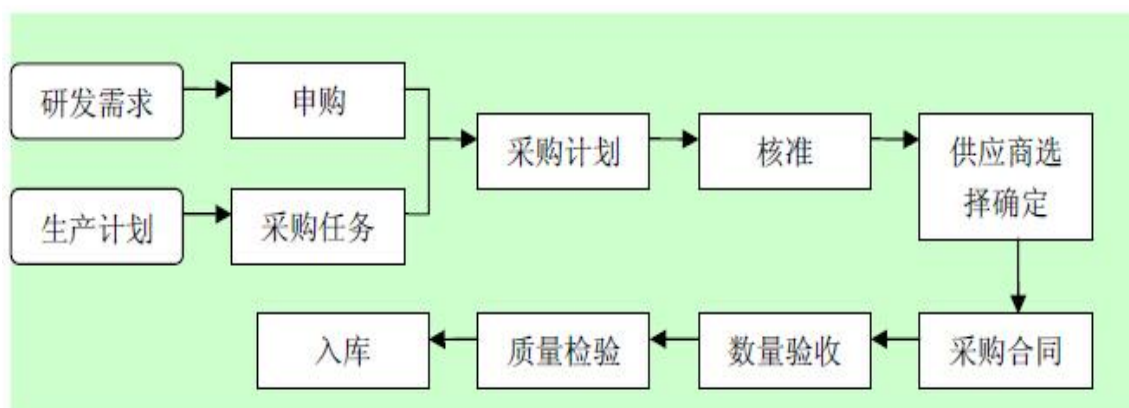 研发需求
申购
采购计划
核准
供应商选
择确定
生产计划
采购任务
入库
质量检验
数量验收
采购合同